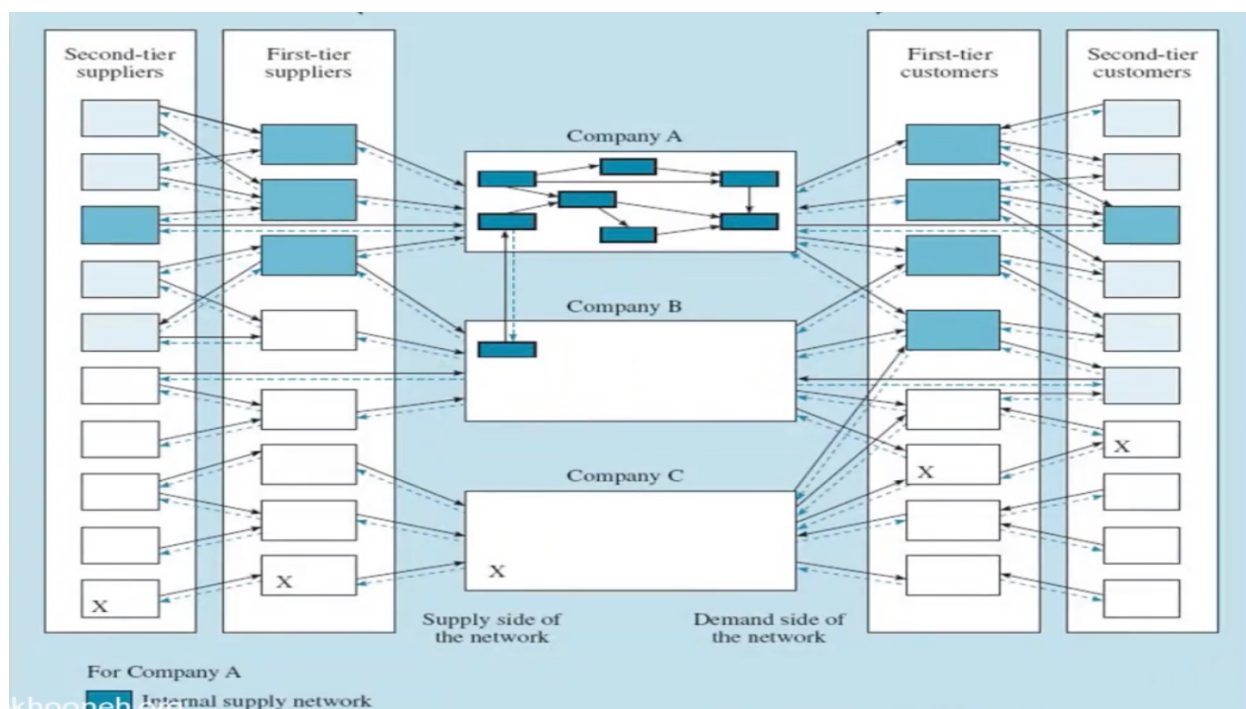 Second-tier
suppliers
First-tier
suppliers
First-tier
customers
Second-tier
customers
Company A
Company B
Company C
X
X
X
X
X
Supply side of
the network
Demand side of
the network
For Company A
Internal supply network